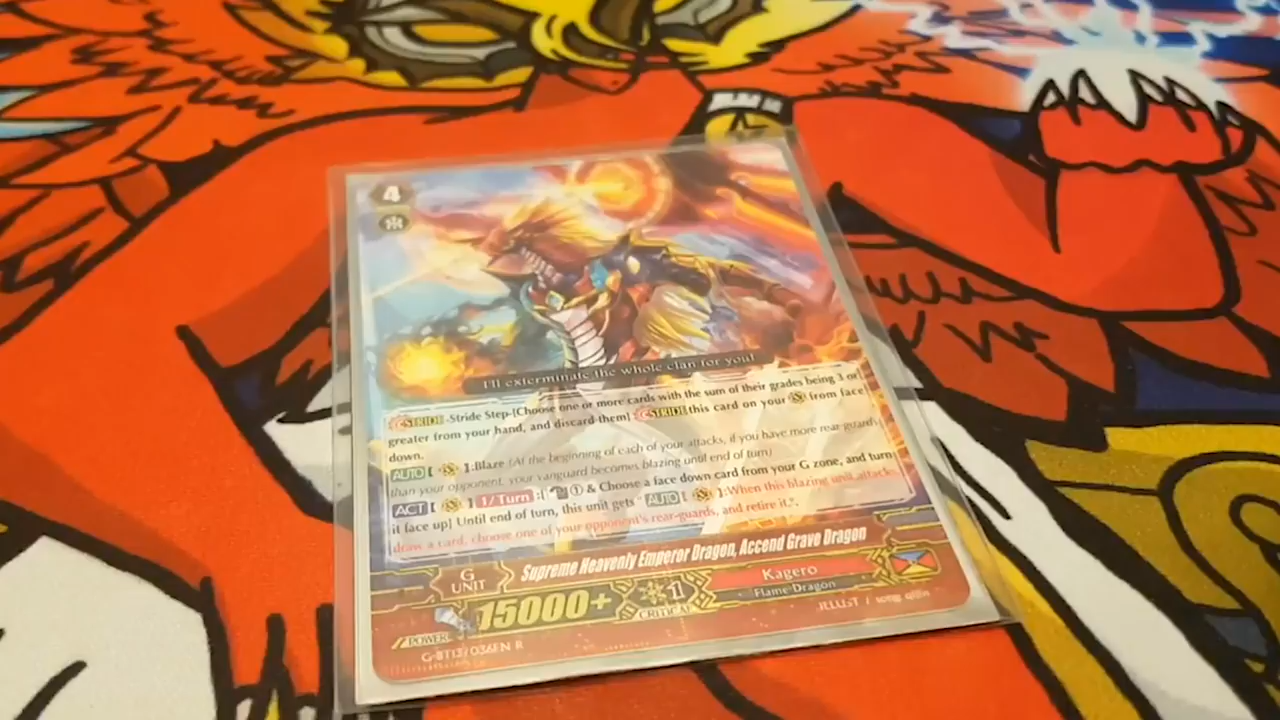 4
I'll exterminate the whole clan for you!
STRIDE -Stride Step-[Choose one or more cards with the sum of their grades being 3 or
greater from your hand, and discard them] STRIDE this card on your from face
down.
AUTO [ ]:Blaze (At the beginning of each of your attacks, if you have more rear-guards
than your opponent, your vanguard becomes blazing until end of turn)
ACT [ ] 1/Turn :[ 1 & Choose a face down card from your G zone, and turn
it face up] Until end of turn, this unit gets "AUTO [ ]:When this blazing unit attacks,
draw a card, choose one of your opponent's rear-guards, and retire it.".
Supreme Heavenly Emperor Dragon, Accend Grave Dragon
G
UNIT
15000+
POWER
1
CRITICAL
Kagero
Flame Dragon
G-BT13/036EN R
ILLUST / song qijin